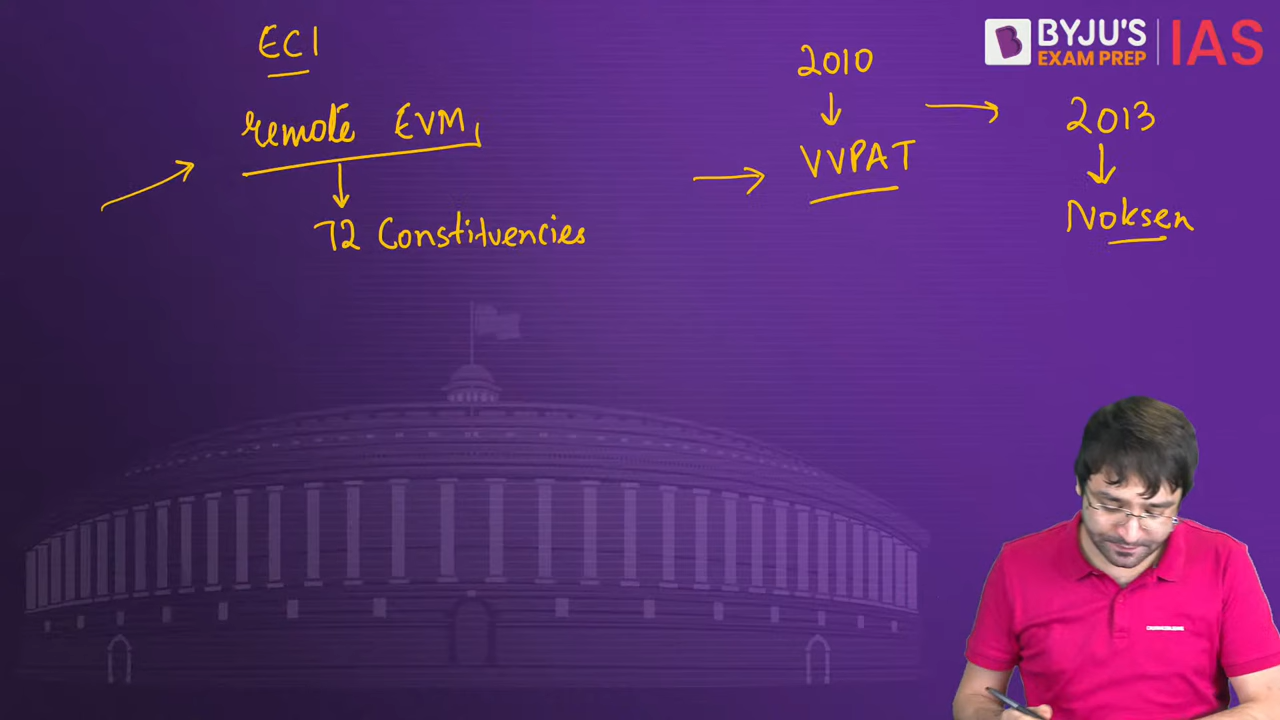 ECI
remote EVM,
72 Constituencies
2010
VVPAT
2013
Noksen
BYJU'S
EXAM PREP
IAS